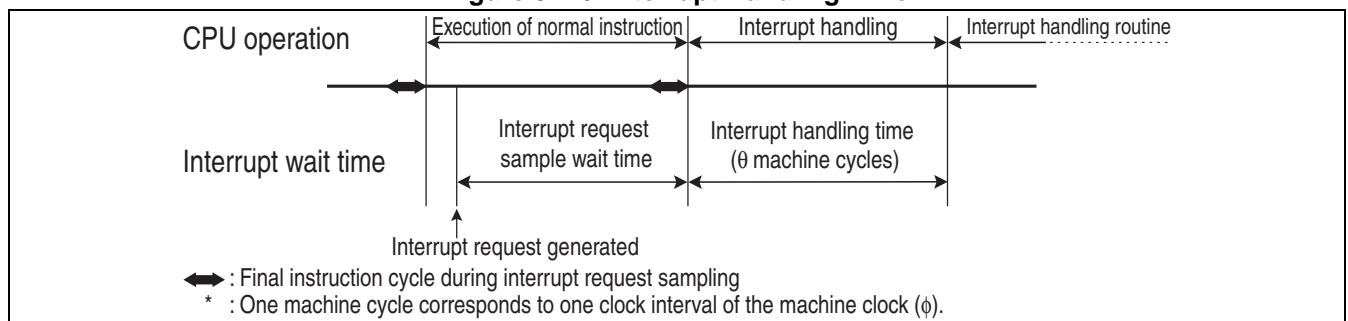 CPU operation
Execution of normal instruction
Interrupt handling
Interrupt handling routine
Interrupt wait time
Interrupt request
sample wait time
Interrupt handling time
(θ machine cycles)
Interrupt request generated
: Final instruction cycle during interrupt request sampling
* : One machine cycle corresponds to one clock interval of the machine clock (ϕ).